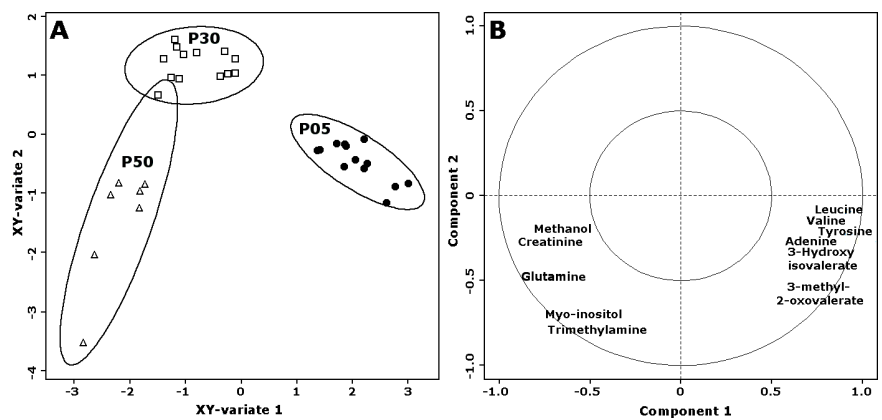 A
P30
P50
P05
2
1
0
-1
-2
-3
-4
XY-variate 2
-3
-2
-1
0
1
2
3
XY-variate 1
B
1.0
0.5
0
-0.5
-1.0
Component 2
Leucine
Valine
Tyrosine
Adenine
3-Hydroxy
isovalerate
3-methyl-
2-oxovalerate
Methanol
Creatinine
Glutamine
Myo-inositol
Trimethylamine
-1.0
-0.5
0
0.5
1.0
Component 1